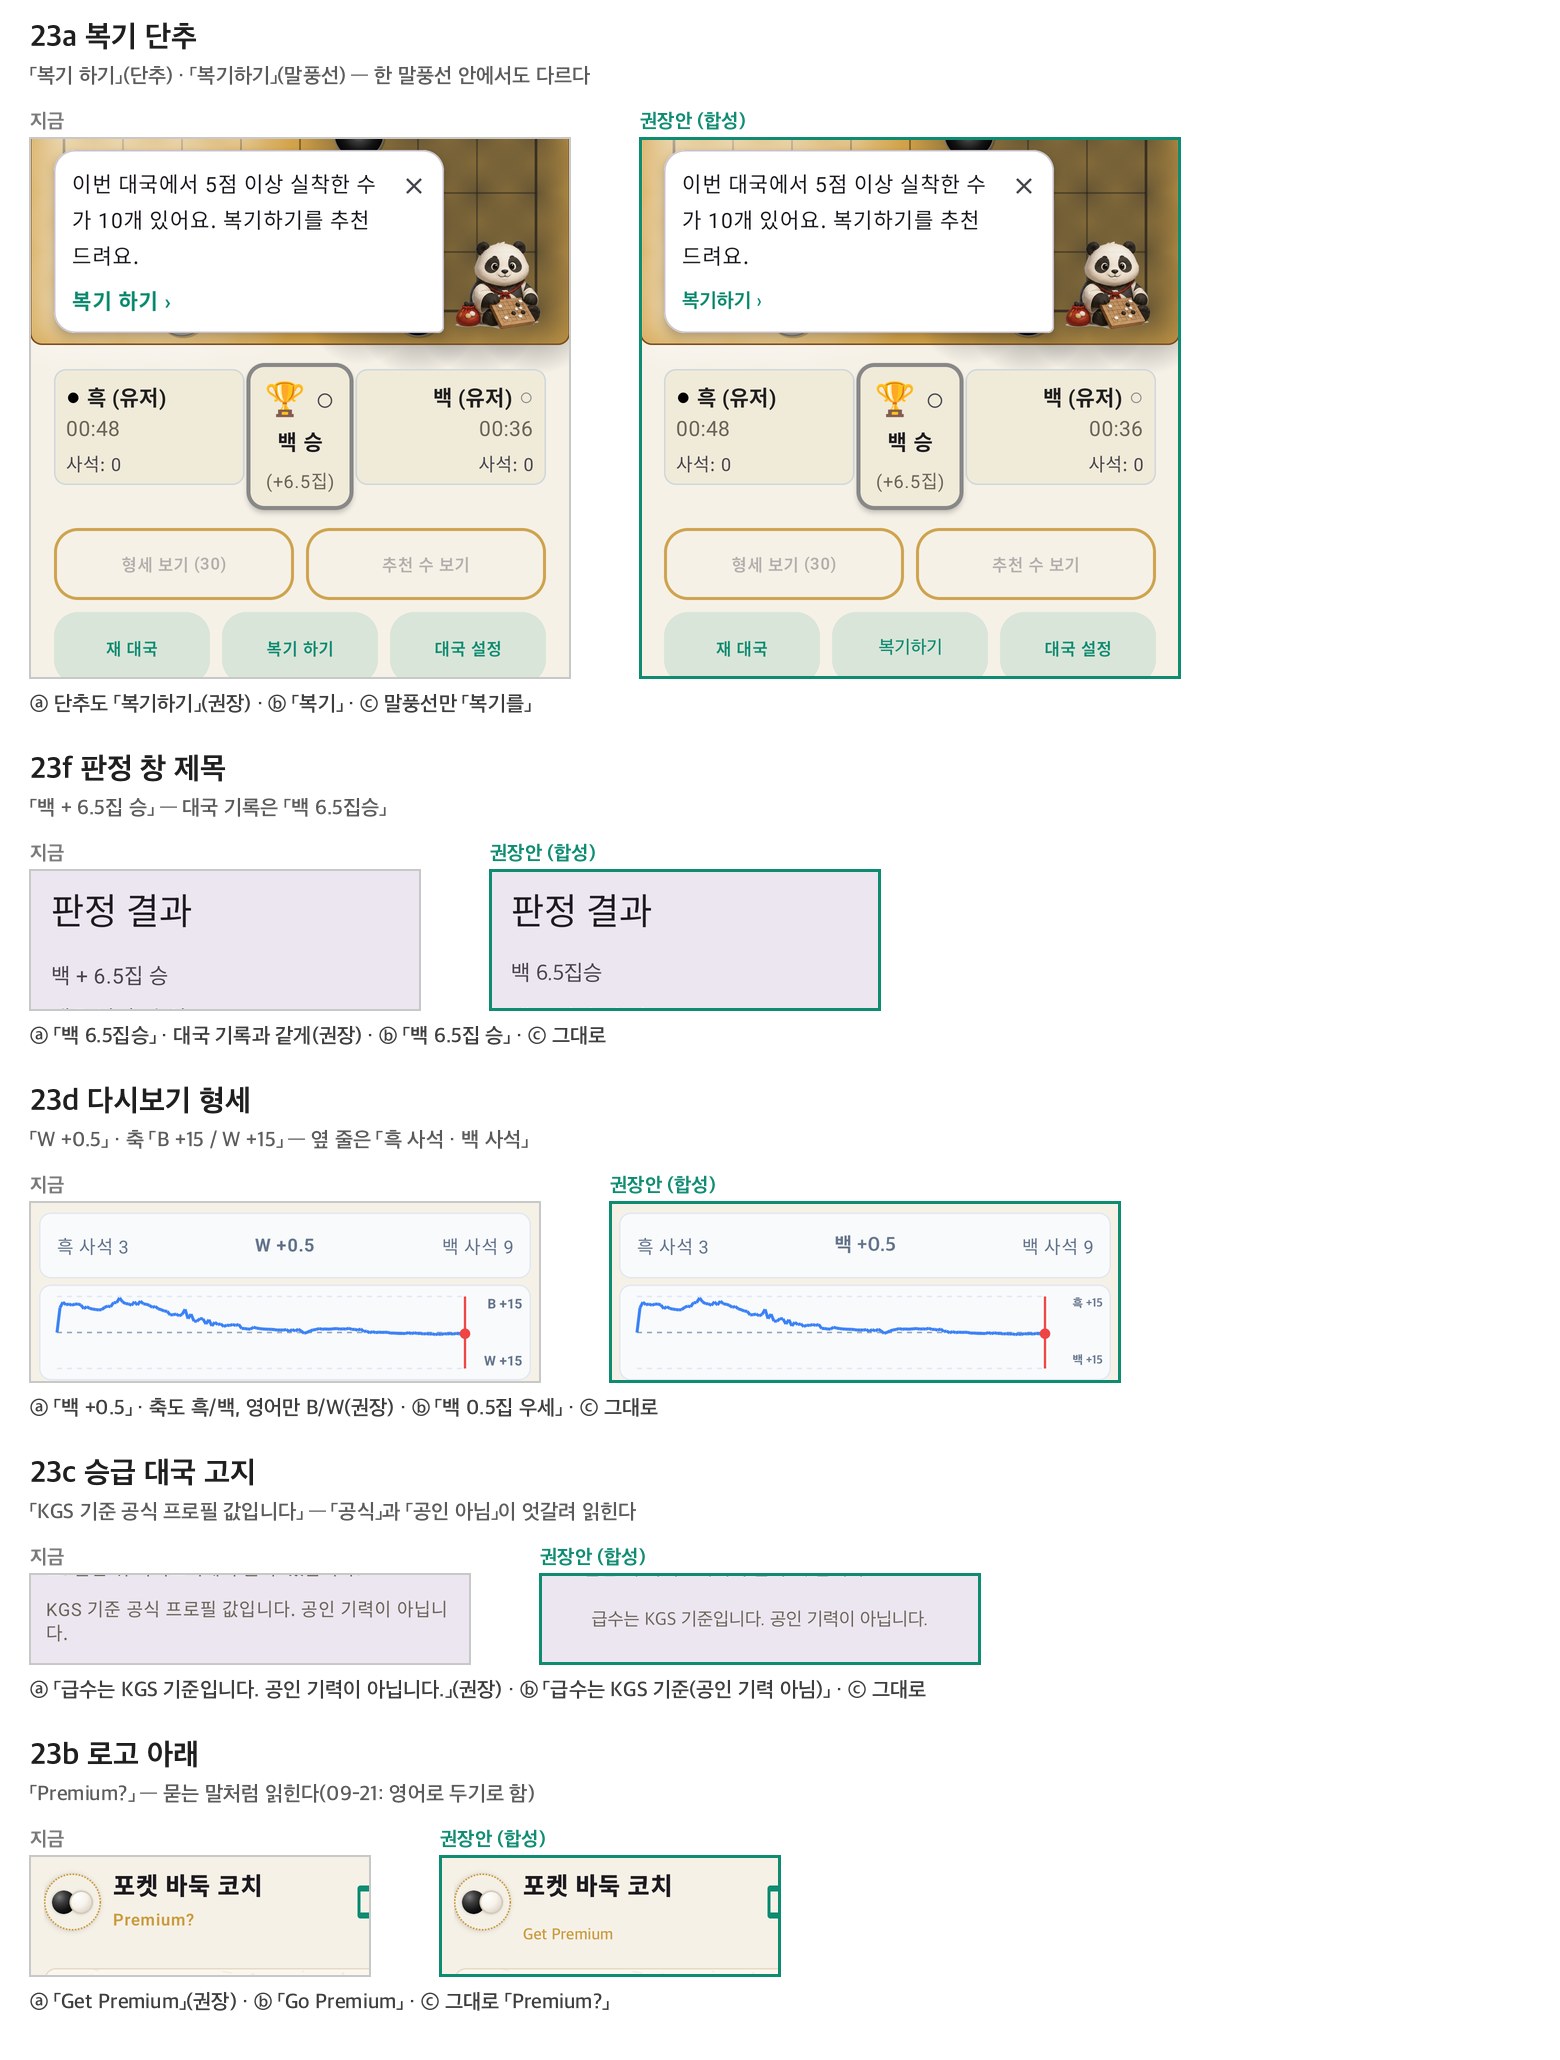 23a 복기 단추
「복기 하기」(단추) · 「복기하기」(말풍선) — 한 말풍선 안에서도 다르다
지금
이번 대국에서 5점 이상 실착한 수
가 10개 있어요. 복기하기를 추천
드려요.
복기 하기 ›
● 흑 (유저)
00:48
사석: 0
백 승
(+6.5집)
백 (유저) ○
00:36
사석: 0
형세 보기 (30)
추천 수 보기
재 대국
복기 하기
대국 설정
권장안 (합성)
이번 대국에서 5점 이상 실착한 수
가 10개 있어요. 복기하기를 추천
드려요.
복기하기 ›
● 흑 (유저)
00:48
사석: 0
백 승
(+6.5집)
백 (유저) ○
00:36
사석: 0
형세 보기 (30)
추천 수 보기
재 대국
복기하기
대국 설정
ⓐ 단추도 「복기하기」(권장) · ⓑ 「복기」 · ⓒ 말풍선만 「복기를」
23f 판정 창 제목
「백 + 6.5집 승」 — 대국 기록은 「백 6.5집승」
지금
판정 결과
백 + 6.5집 승
권장안 (합성)
판정 결과
백 6.5집승
ⓐ 「백 6.5집승」 · 대국 기록과 같게(권장) · ⓑ 「백 6.5집 승」 · ⓒ 그대로
23d 다시보기 형세
「W +0.5」 · 축 「B +15 / W +15」 — 옆 줄은 「흑 사석 · 백 사석」
지금
흑 사석 3
W +0.5
백 사석 9
B +15
W +15
권장안 (합성)
흑 사석 3
백 +0.5
백 사석 9
흑 +15
백 +15
ⓐ 「백 +0.5」 · 축도 흑/백, 영어만 B/W(권장) · ⓑ 「백 0.5집 우세」 · ⓒ 그대로
23c 승급 대국 고지
「KGS 기준 공식 프로필 값입니다」 — 「공식」과 「공인 아님」이 엇갈려 읽힌다
지금
KGS 기준 공식 프로필 값입니다. 공인 기력이 아닙니
다.
권장안 (합성)
급수는 KGS 기준입니다. 공인 기력이 아닙니다.
ⓐ 「급수는 KGS 기준입니다. 공인 기력이 아닙니다.」(권장) · ⓑ 「급수는 KGS 기준(공인 기력 아님)」 · ⓒ 그대로
23b 로고 아래
「Premium?」 — 묻는 말처럼 읽힌다(09-21: 영어로 두기로 함)
지금
포켓 바둑 코치
Premium?
권장안 (합성)
포켓 바둑 코치
Get Premium
ⓐ 「Get Premium」(권장) · ⓑ 「Go Premium」 · ⓒ 그대로 「Premium?」